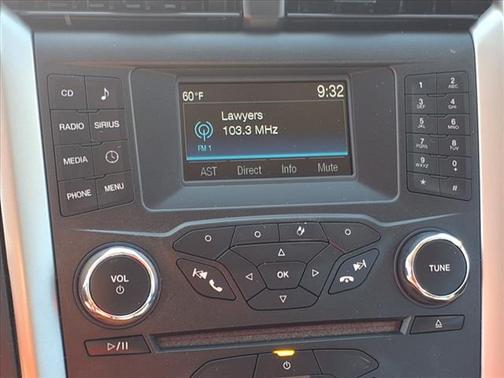 60°F 9:32
Lawyers
103.3 MHz
FM 1
AST Direct Info Mute
CD
RADIO SIRIUS
MEDIA
PHONE MENU
1 2 ABC
3 DEF 4 GHI
5 JKL 6 MNO
7 PQRS 8 TUV
9 WXYZ 0 +
* #
VOL
OK
TUNE